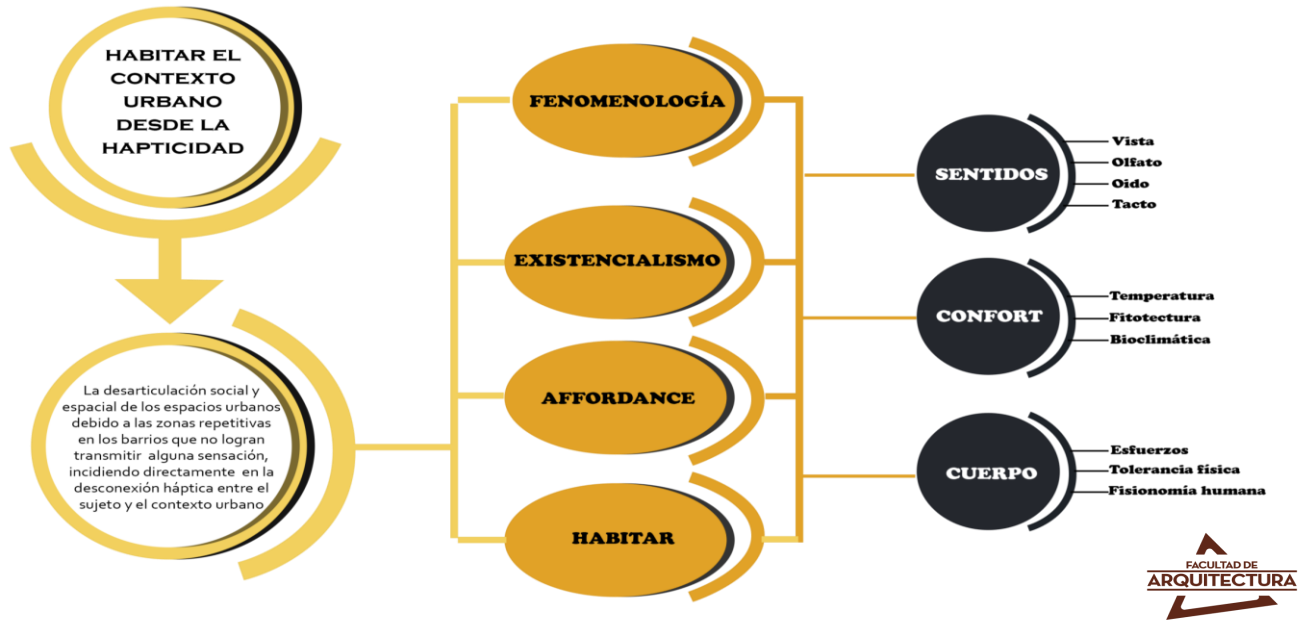 HABITAR EL
CONTEXTO
URBANO
DESDE LA
HAPTICIDAD
La desarticulación social y
espacial de los espacios urbanos
debido a las zonas repetitivas
en los barrios que no logran
transmitir alguna sensación,
incidiendo directamente en la
desconexión háptica entre el
sujeto y el contexto urbano
FENOMENOLOGÍA
EXISTENCIALISMO
AFFORDANCE
HABITAR
SENTIDOS
Vista
Olfato
Oido
Tacto
CONFORT
Temperatura
Fitotectura
Bioclimática
CUERPO
Esfuerzos
Tolerancia física
Fisionomía humana
FACULTAD DE
ARQUITECTURA